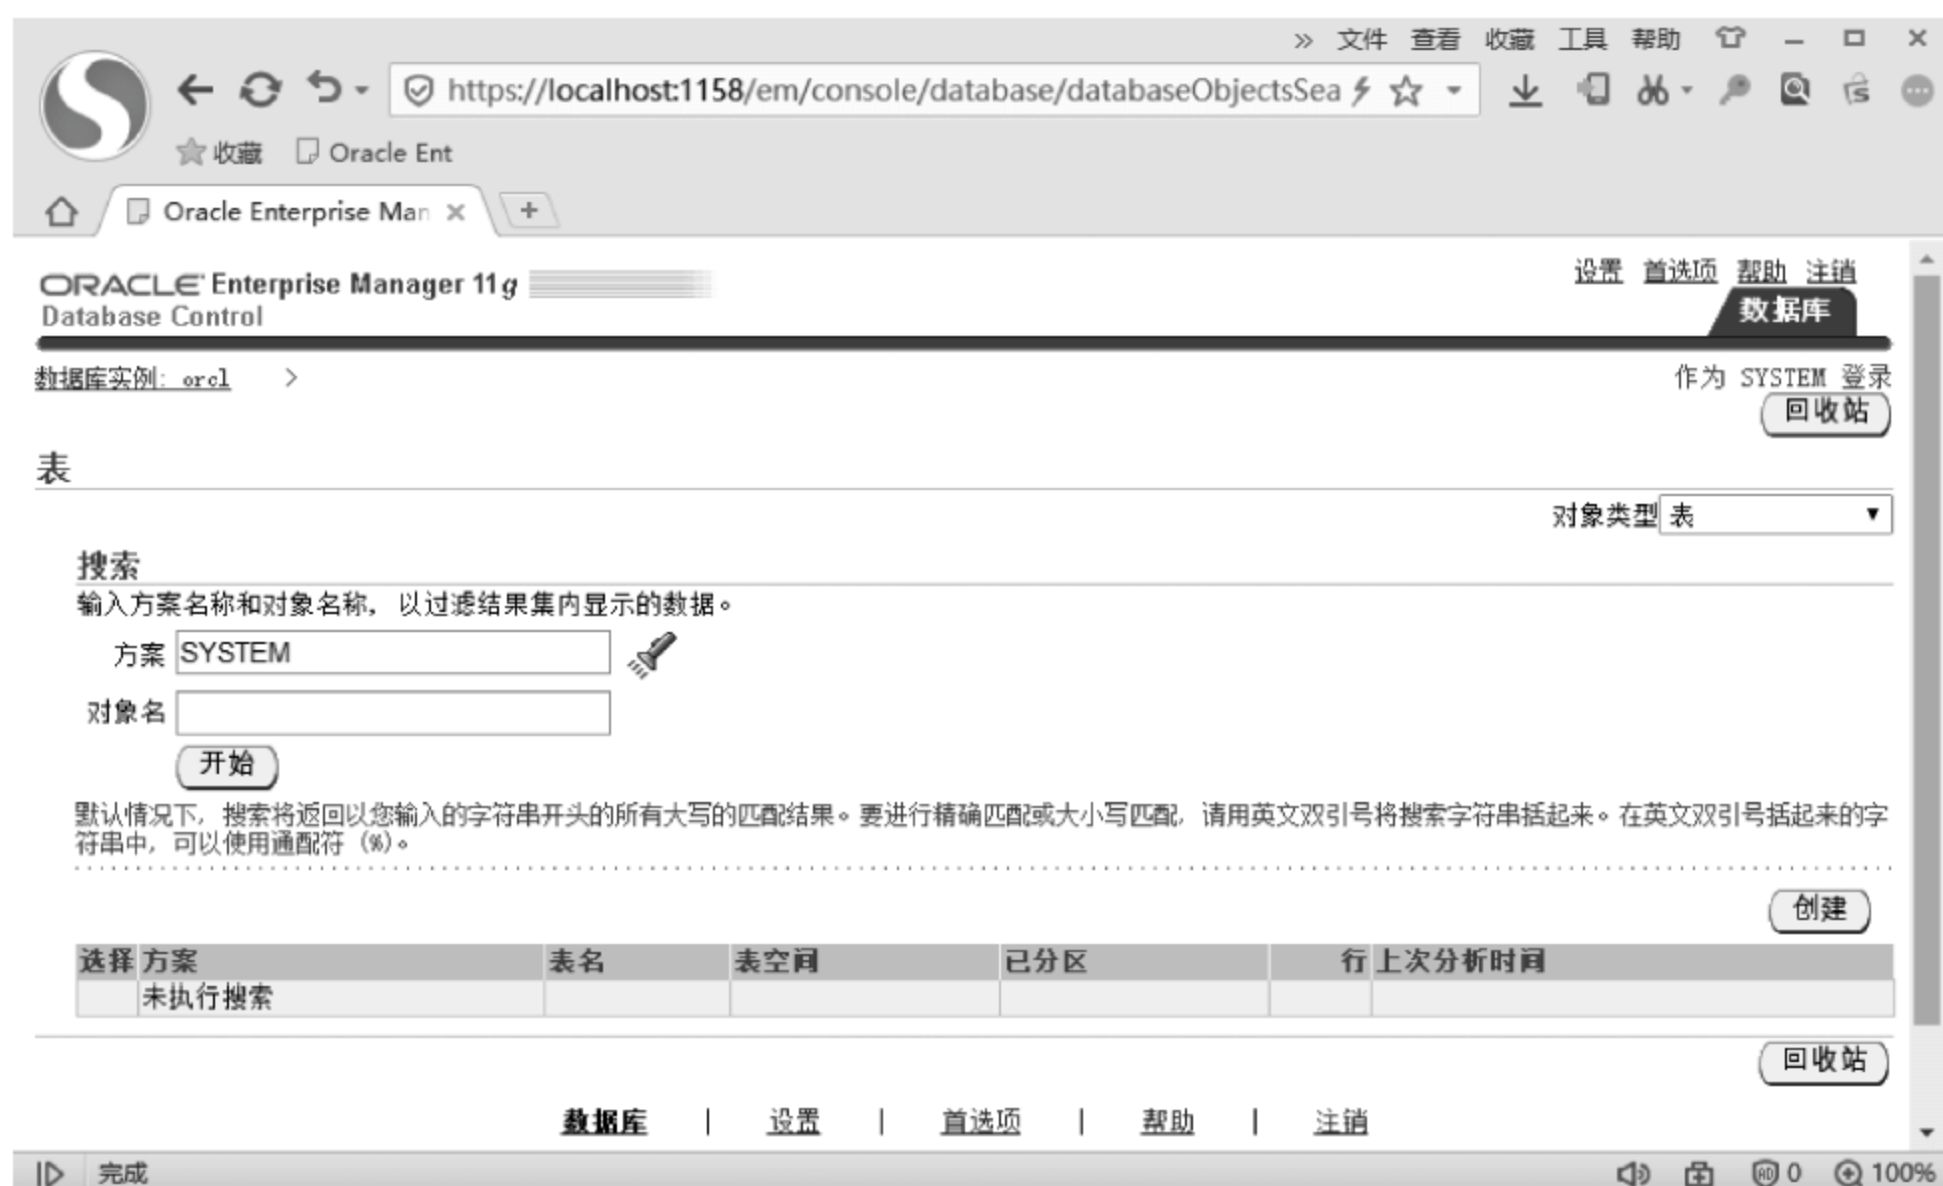 » 文件 查看 收藏 工具 帮助
https://localhost:1158/em/console/database/databaseObjectsSea
收藏 Oracle Ent
Oracle Enterprise Man
设置 首选项 帮助 注销
ORACLE Enterprise Manager 11g
Database Control
数据库
数据库实例: orcl >
作为 SYSTEM 登录
回收站
表
对象类型 表
搜索
输入方案名称和对象名称, 以过滤结果集内显示的数据。
方案 SYSTEM
对象名
开始
默认情况下, 搜索将返回以您输入的字符串开头的所有大写的匹配结果。要进行精确匹配或大小写匹配, 请用英文双引号将搜索字符串括起来。在英文双引号括起来的字
符串中, 可以使用通配符 (%)。
创建
选择 方案 表名 表空间 已分区 行 上次分析时间
未执行搜索
回收站
数据库 | 设置 | 首选项 | 帮助 | 注销
完成 0 100%